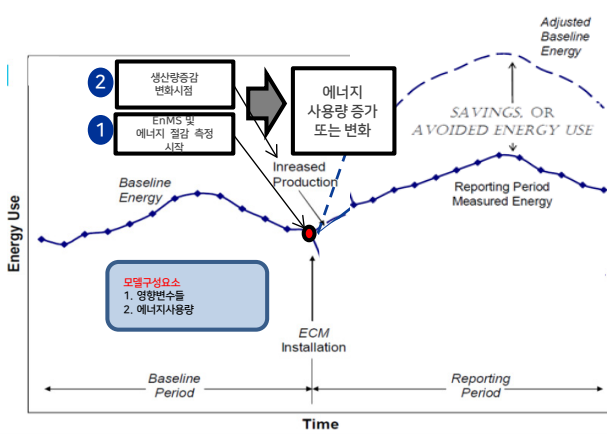 Adjusted
Baseline
Energy
2
생산량증감
변화시점
에너지
사용량 증가
또는 변화
1
EnMS 및
에너지 절감 측정
시작
SAVINGS, OR
AVOIDED ENERGY USE
Inreased
Production
Baseline
Energy
Reporting Period
Measured Energy
Energy Use
모델구성요소
1. 영향변수들
2. 에너지사용량
ECM
Installation
Baseline
Period
Reporting
Period
Time